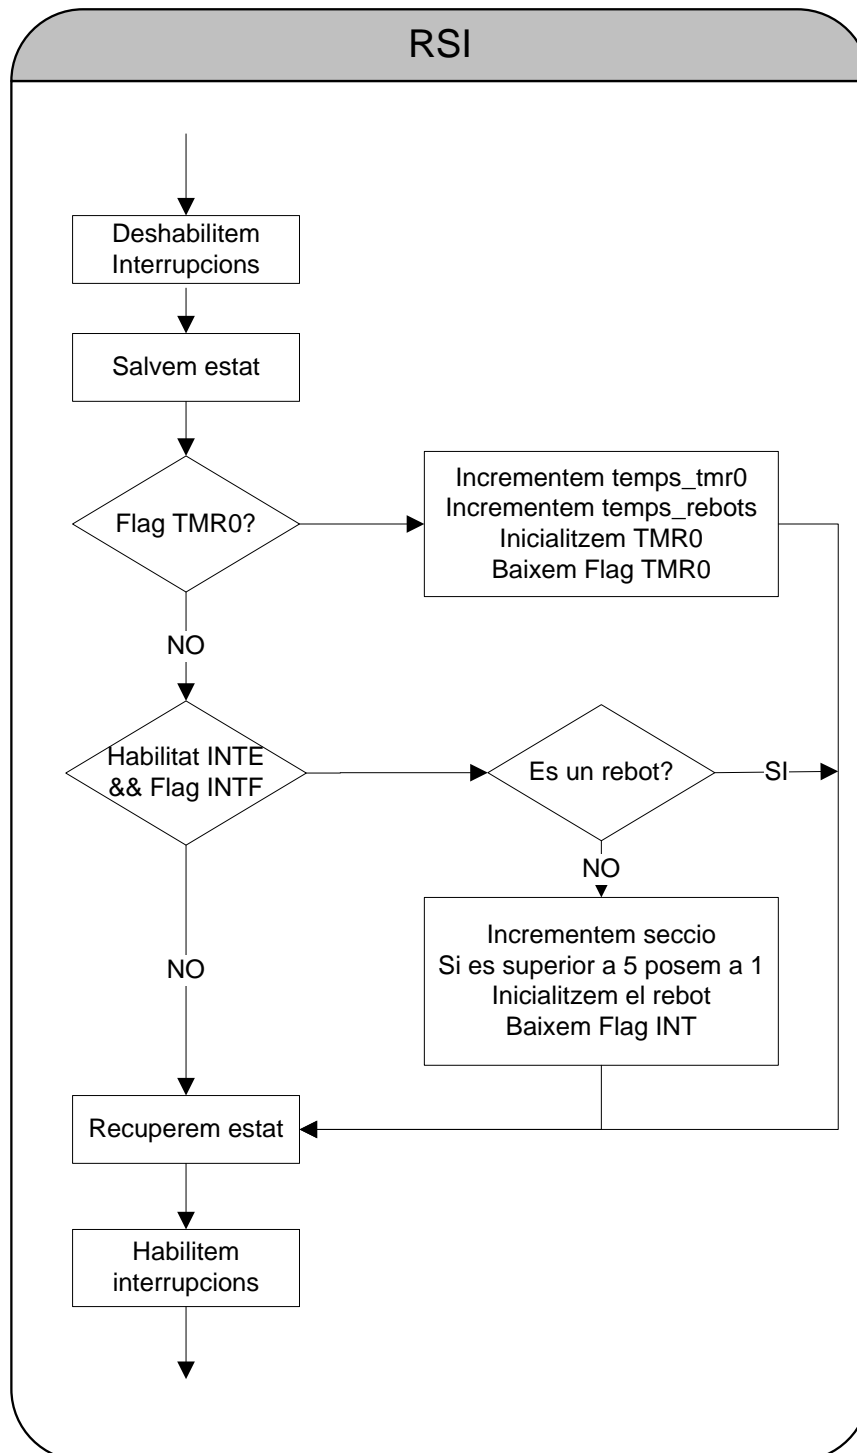 RSI
Deshabilitem
Interrupcions
Salvem estat
Flag TMR0?
Incrementem temps_tmr0
Incrementem temps_rebots
Inicialitzem TMR0
Baixem Flag TMR0
NO
Habilitat INTE
&& Flag INTF
Es un rebot?
SI
NO
Incrementem seccio
Si es superior a 5 posem a 1
Inicialitzem el rebot
Baixem Flag INT
NO
Recuperem estat
Habilitem
interrupcions